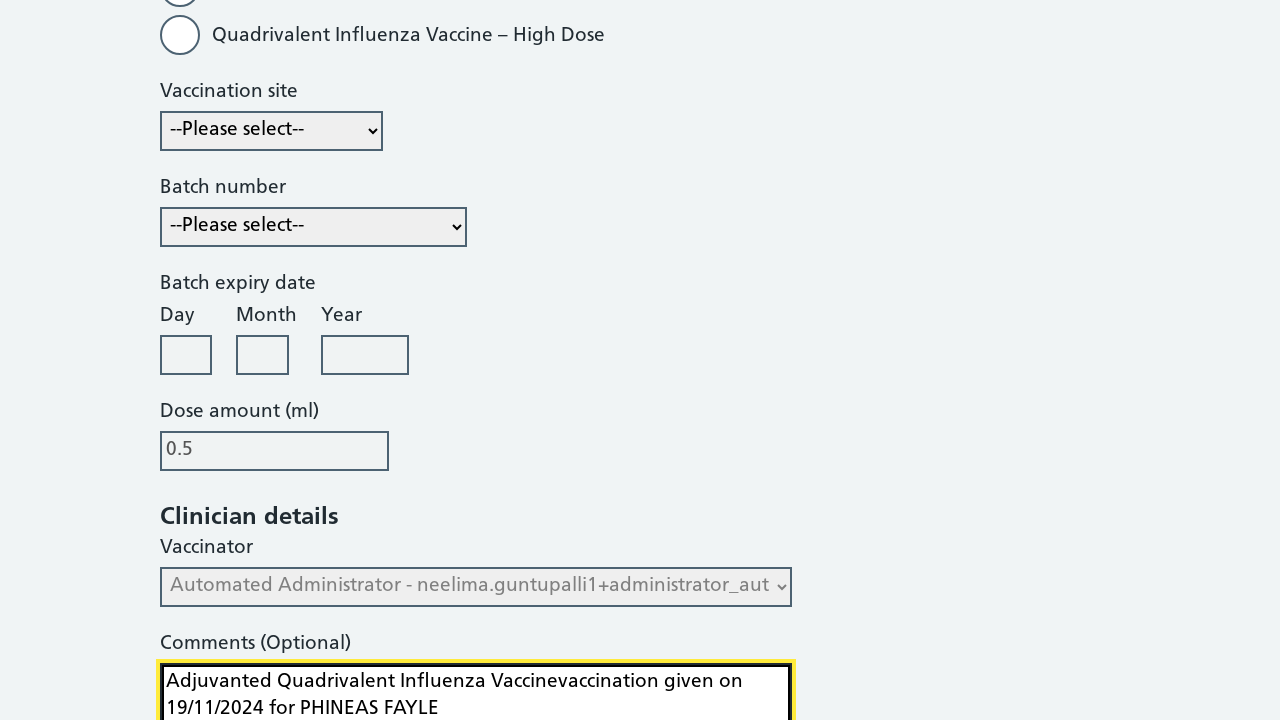 Quadrivalent Influenza Vaccine – High Dose
Vaccination site
--Please select--
Batch number
--Please select--
Batch expiry date
Day Month Year
Dose amount (ml)
0.5
Clinician details
Vaccinator
Automated Administrator - neelima.guntupalli1+administrator_aut
Comments (Optional)
Adjuvanted Quadrivalent Influenza Vaccinevaccination given on
19/11/2024 for PHINEAS FAYLE